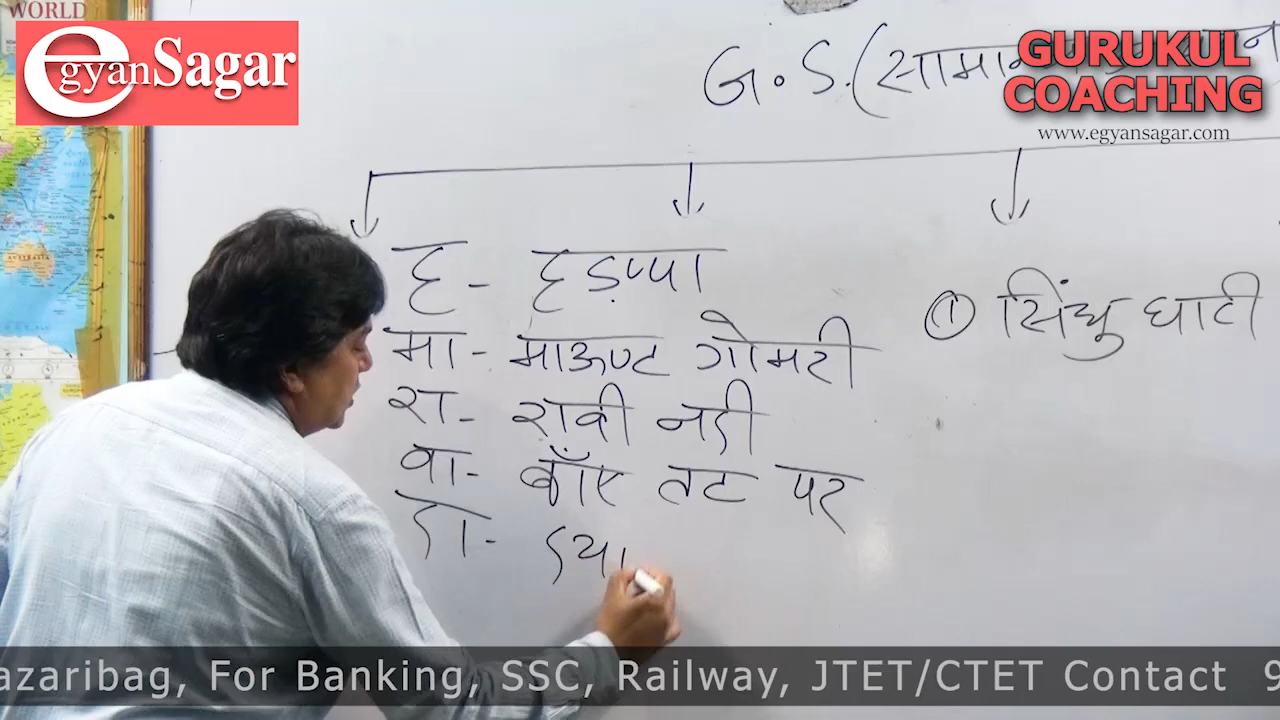 WORLD
egyanSagar
GURUKUL
COACHING
www.egyansagar.com
G.S.(सामान्य
ह- हड़प्पा
① सिंधु घाटी
मा- माऊण्ट गोमरी
रा- रावी नदी
वा- बाँए तट पर
दा- दया
azaribag, For Banking, SSC, Railway, JTET/CTET Contact 9